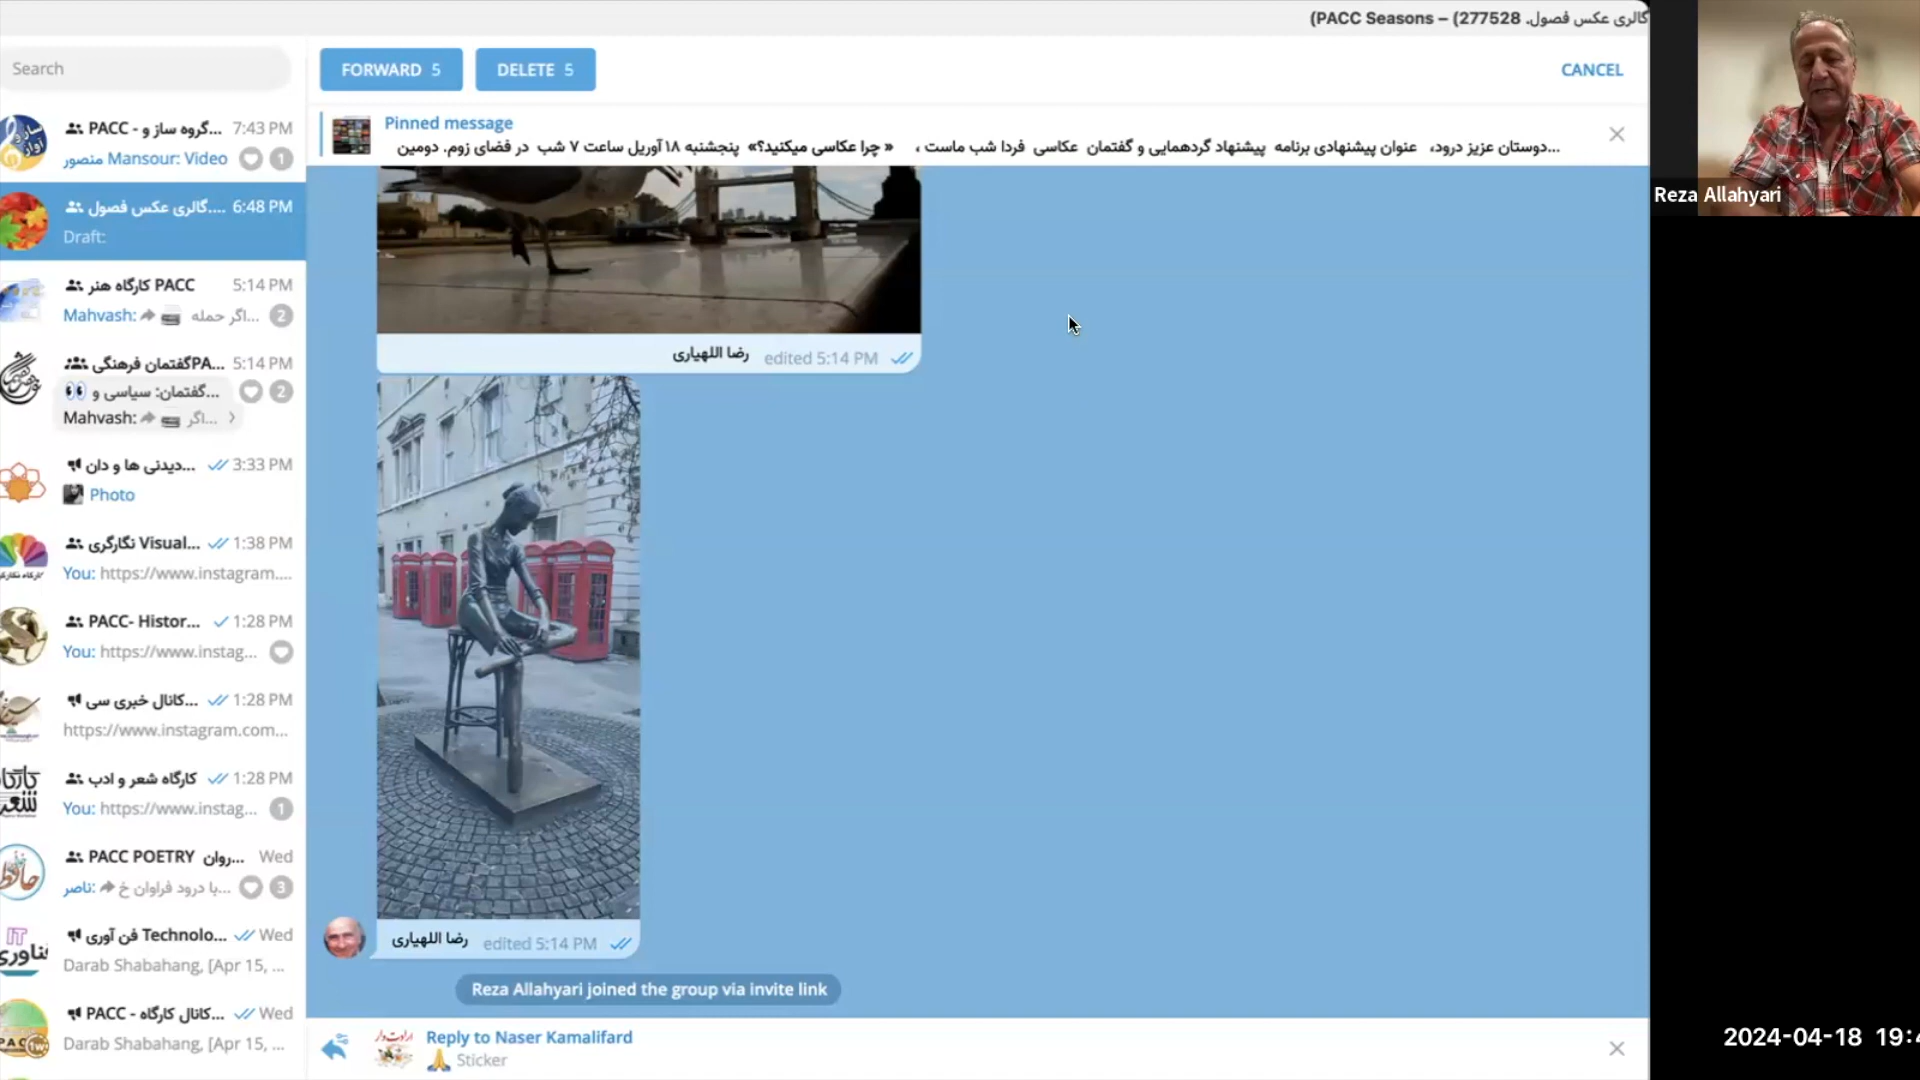 گالری عکس فصول. PACC Seasons – (277528)
Search
FORWARD 5
DELETE 5
CANCEL
Pinned message
دوستان عزیز درود، عنوان پیشنهادی برنامه پیشنهاد گردهمایی و گفتمان عکاسی فردا شب ماست ، « چرا عکاسی میکنید؟» پنجشنبه ۱۸ آوریل ساعت ۷ شب در فضای زوم. دومین...
PACC - گروه ساز و... 7:43 PM
منصور Mansour: Video 1
گالری عکس فصول.... 6:48 PM
Draft:
کارگاه هنر PACC 5:14 PM
Mahvash: اگر حمله... 2
گفتمان فرهنگیPA... 5:14 PM
گفتمان: سیاسی و... 2
Mahvash: اگر...
دیدنی ها و دان... 3:33 PM
Photo
نگارگری Visual... 1:38 PM
You: https://www.instagram....
PACC- Histor... 1:28 PM
You: https://www.instag...
کانال خبری سی... 1:28 PM
https://www.instagram.com...
کارگاه شعر و ادب 1:28 PM
You: https://www.instag... 1
PACC POETRY روان... Wed
ناصر: با درود فراوان خ... 3
فن آوری Technolo... Wed
Darab Shabahang, [Apr 15, ...
PACC - کانال کارگاه... Wed
Darab Shabahang, [Apr 15, ...
رضا اللهیاری edited 5:14 PM
رضا اللهیاری edited 5:14 PM
Reza Allahyari joined the group via invite link
Reply to Naser Kamalifard
🙏 Sticker
Reza Allahyari
2024-04-18 19:4